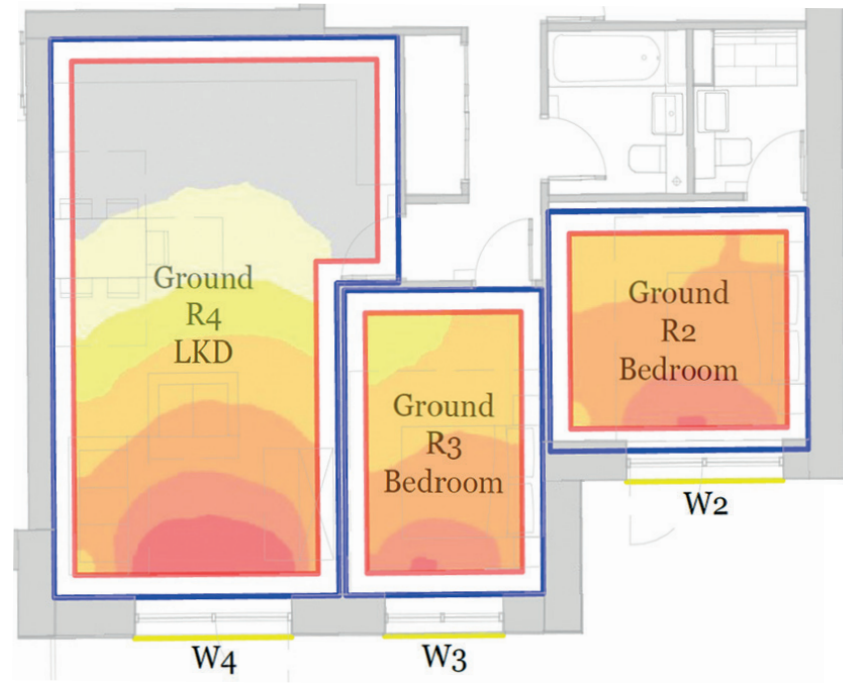 Ground
R4
LKD
Ground
R3
Bedroom
Ground
R2
Bedroom
W2
W4
W3